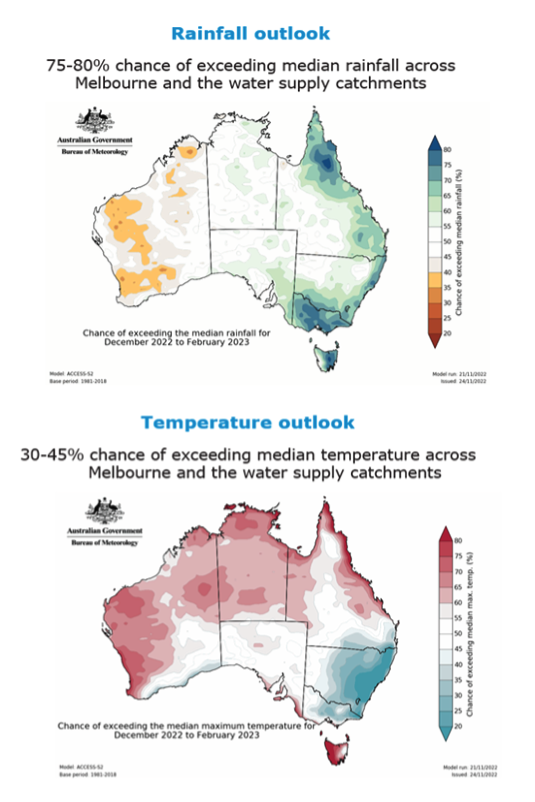 Rainfall outlook
75-80% chance of exceeding median rainfall across
Melbourne and the water supply catchments
Australian Government
Bureau of Meteorology
80
75
70
65
60
55
50
45
40
35
30
25
20
Chance of exceeding median rainfall (%)
Chance of exceeding the median rainfall for
December 2022 to February 2023
Model: ACCESS-S2
Base period: 1981-2018
Model run: 21/11/2022
Issued: 24/11/2022
Temperature outlook
30-45% chance of exceeding median temperature across
Melbourne and the water supply catchments
Australian Government
Bureau of Meteorology
80
75
70
65
60
55
50
45
40
35
30
25
20
Chance of exceeding median max. temp. (%)
Chance of exceeding the median maximum temperature for
December 2022 to February 2023
Model: ACCESS-S2
Base period: 1981-2018
Model run: 21/11/2022
Issued: 24/11/2022